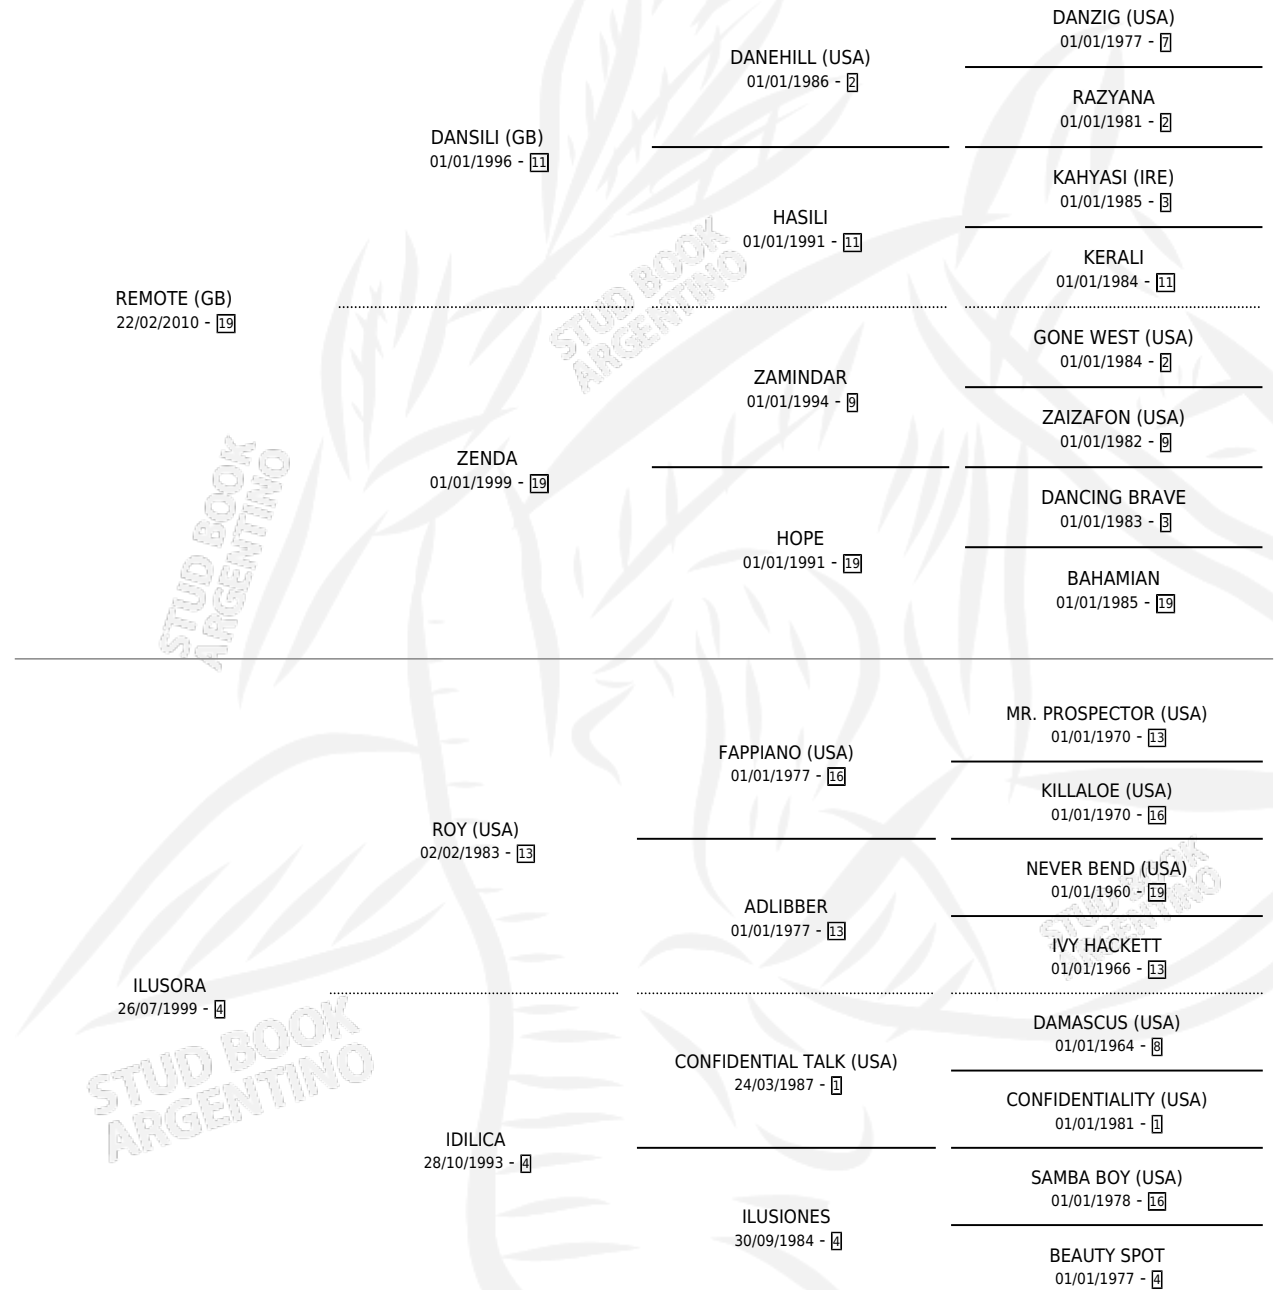 DANZIG (USA)
01/01/1977 - 7
DANEHILL (USA)
01/01/1986 - 2
RAZYANA
01/01/1981 - 2
DANSILI (GB)
01/01/1996 - 11
KAHYASI (IRE)
01/01/1985 - 3
HASILI
01/01/1991 - 11
KERALI
01/01/1984 - 11
REMOTE (GB)
22/02/2010 - 19
GONE WEST (USA)
01/01/1984 - 2
ZAMINDAR
01/01/1994 - 9
ZAIZAFON (USA)
01/01/1982 - 9
ZENDA
01/01/1999 - 19
DANCING BRAVE
01/01/1983 - 3
HOPE
01/01/1991 - 19
BAHAMIAN
01/01/1985 - 19
STUD BOOK
ARGENTINO
STUD BOOK
ARGENTINO
MR. PROSPECTOR (USA)
01/01/1970 - 13
FAPPIANO (USA)
01/01/1977 - 16
KILLALOE (USA)
01/01/1970 - 16
ROY (USA)
02/02/1983 - 13
NEVER BEND (USA)
01/01/1960 - 19
ADLIBBER
01/01/1977 - 13
IVY HACKETT
01/01/1966 - 13
STUD BOOK
ARGENTINO
ILUSORA
26/07/1999 - 4
DAMASCUS (USA)
01/01/1964 - 8
CONFIDENTIAL TALK (USA)
24/03/1987 - 1
CONFIDENTIALITY (USA)
01/01/1981 - 1
IDILICA
28/10/1993 - 4
SAMBA BOY (USA)
01/01/1978 - 16
ILUSIONES
30/09/1984 - 4
BEAUTY SPOT
01/01/1977 - 4
STUD BOOK
ARGENTINO